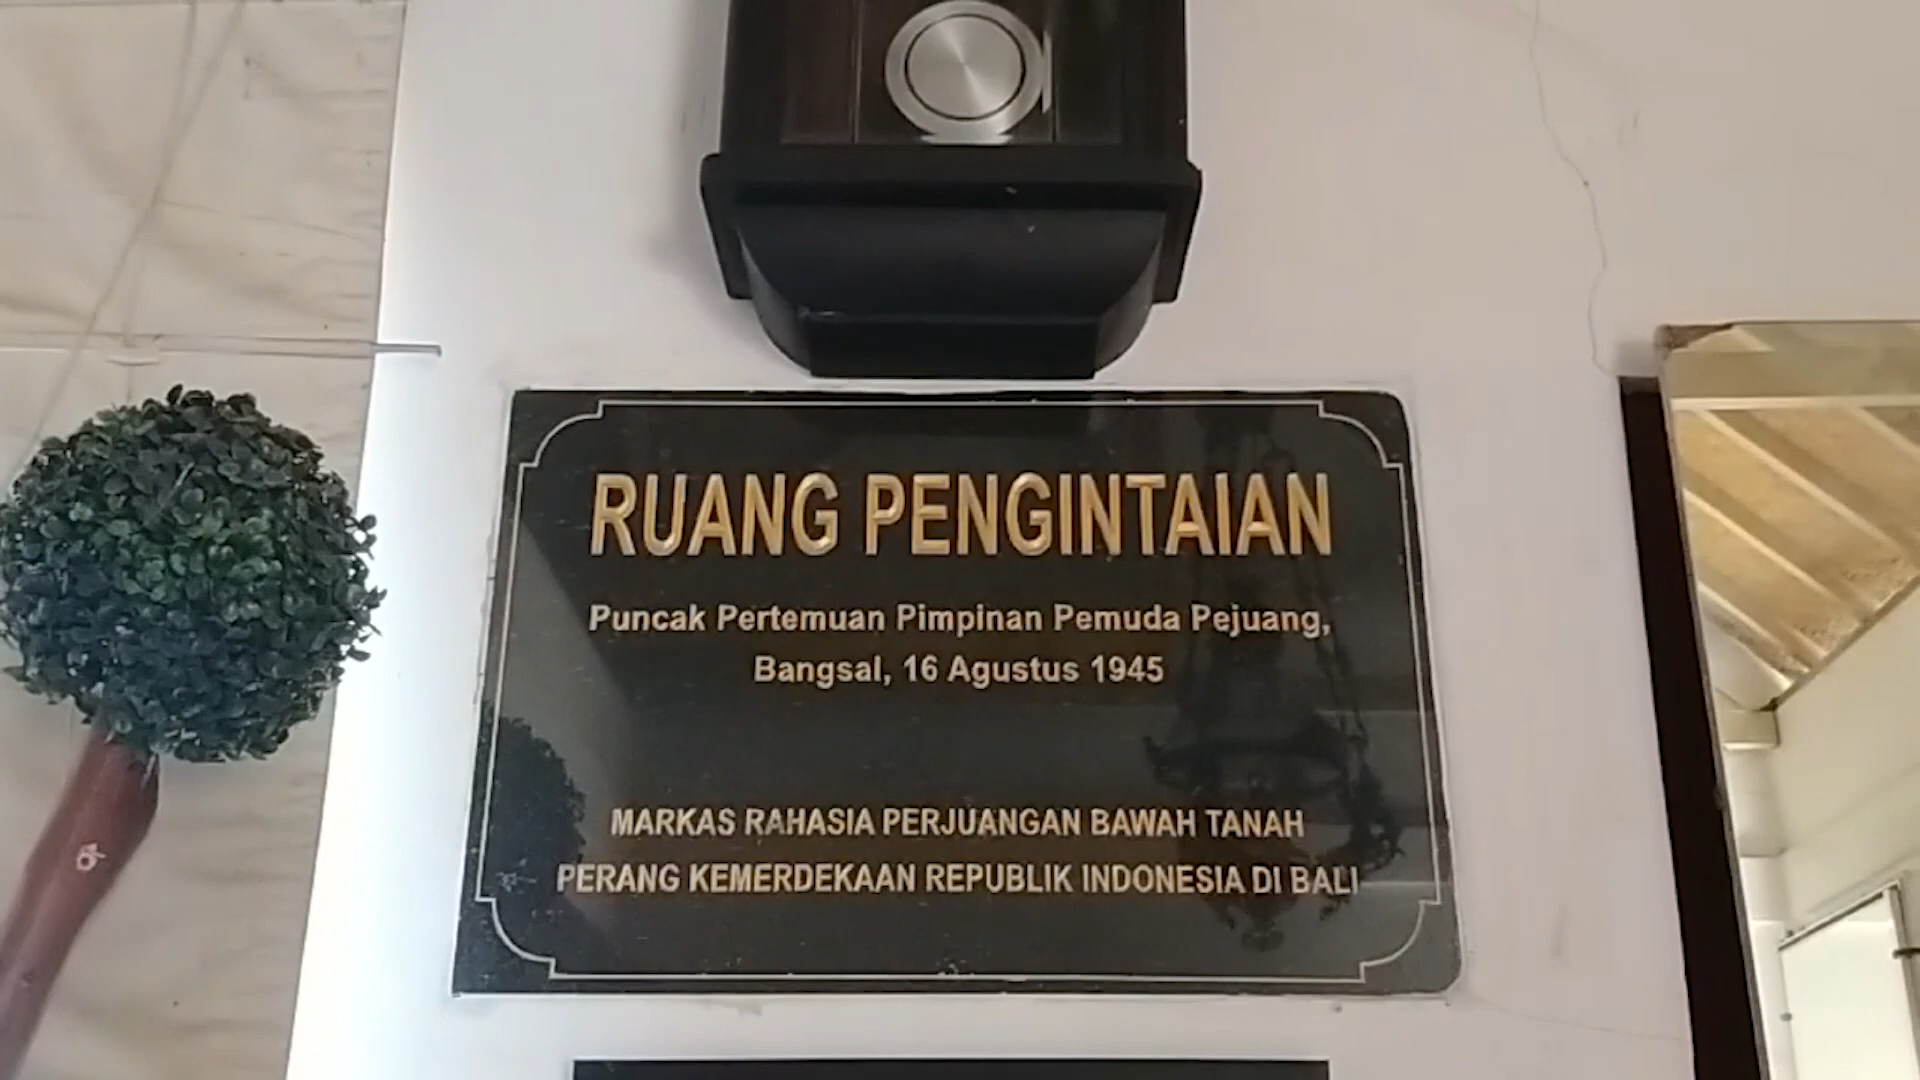 RUANG PENGINTAIAN
Puncak Pertemuan Pimpinan Pemuda Pejuang,
Bangsal, 16 Agustus 1945
MARKAS RAHASIA PERJUANGAN BAWAH TANAH
PERANG KEMERDEKAAN REPUBLIK INDONESIA DI BALI